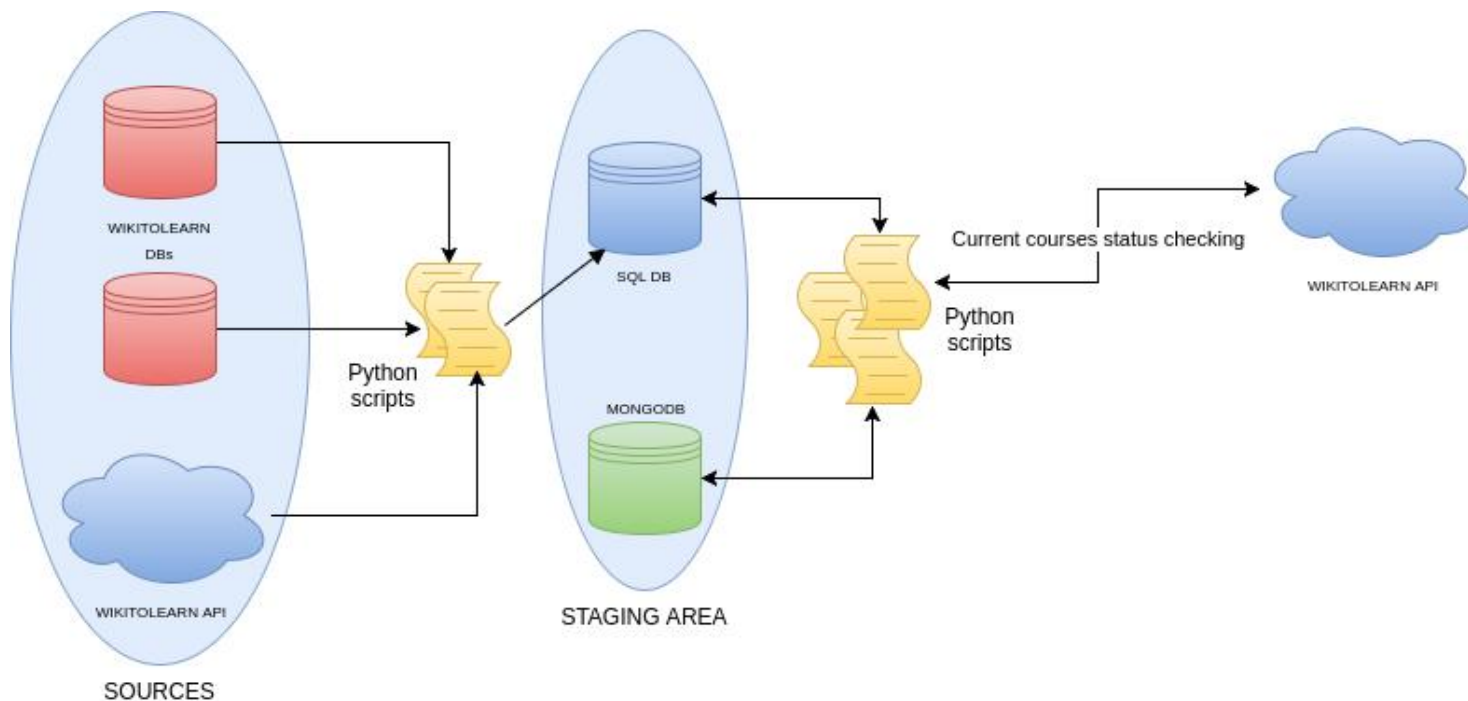 WIKITOLEARN
DBs
Python
scripts
WIKITOLEARN API
SOURCES
SQL DB
MONGODB
STAGING AREA
Python
scripts
Current courses status checking
WIKITOLEARN API